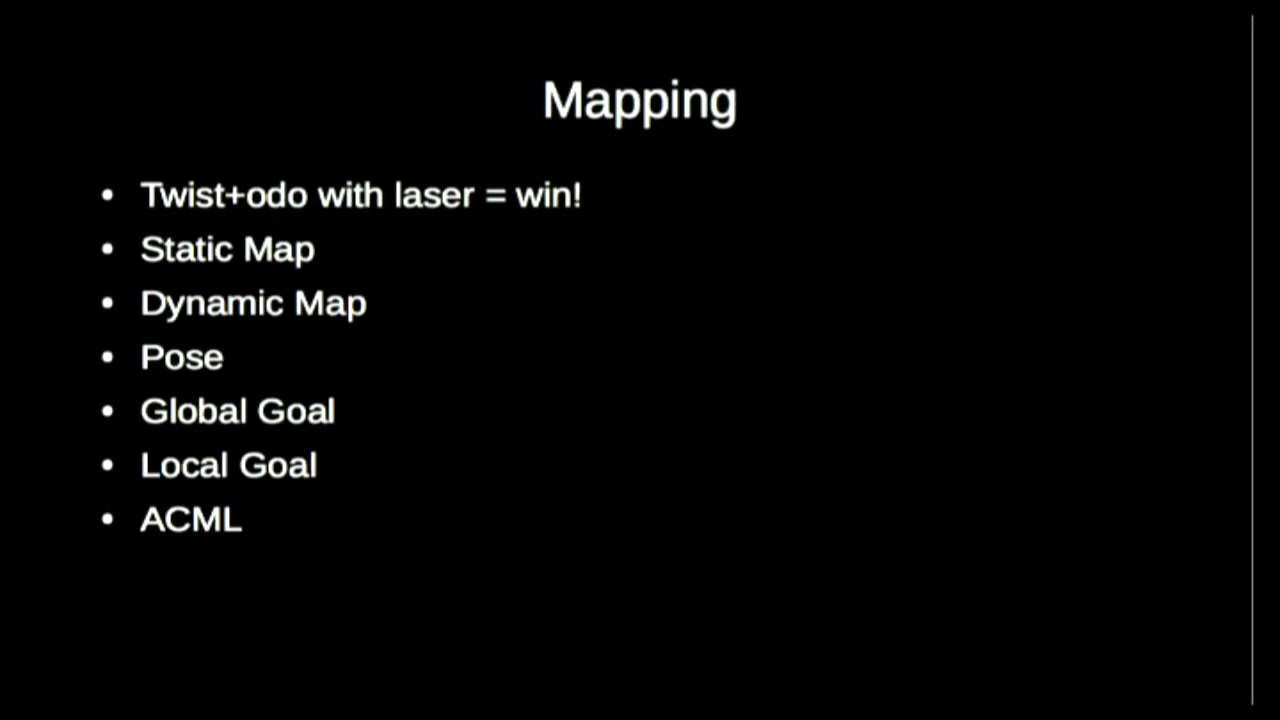 Mapping
• Twist+odo with laser = win!
• Static Map
• Dynamic Map
• Pose
• Global Goal
• Local Goal
• ACML